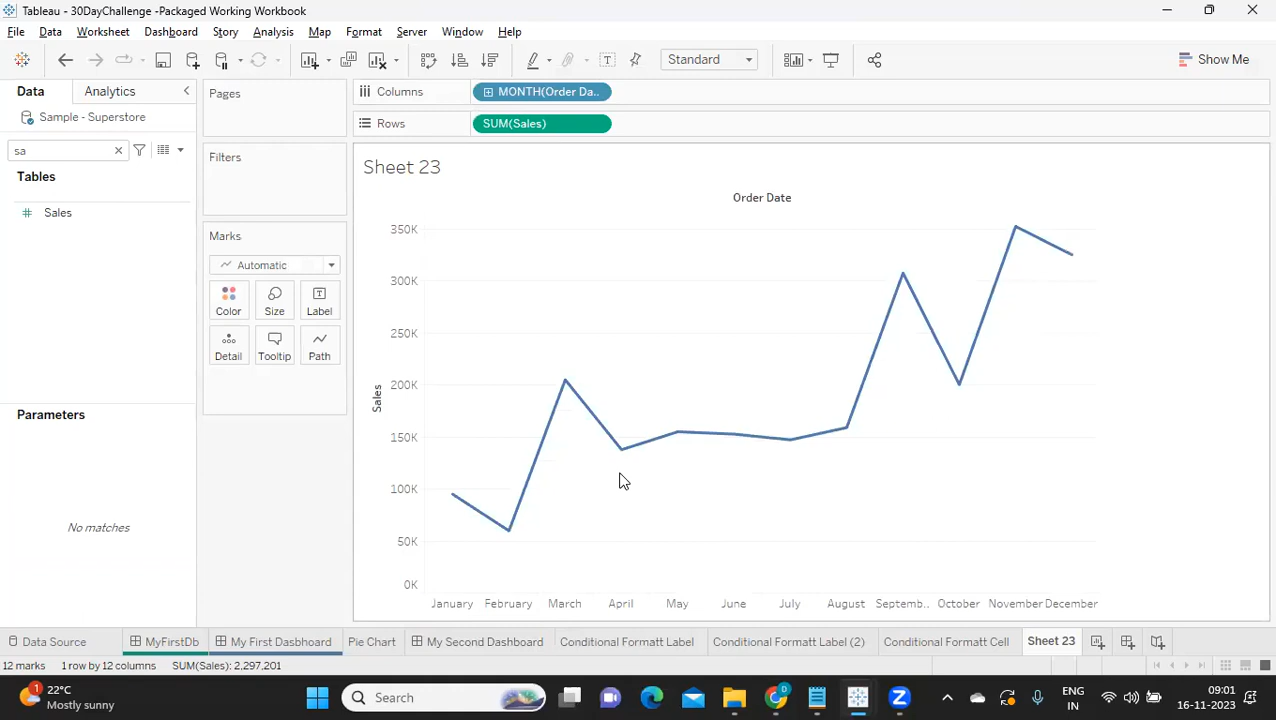 Tableau - 30DayChallenge -Packaged Working Workbook
File Data Worksheet Dashboard Story Analysis Map Format Server Window Help
Standard
Show Me
Data Analytics
Sample - Superstore
sa
Tables
Sales
Parameters
No matches
Pages
Filters
Marks
Automatic
Color Size Label
Detail Tooltip Path
Columns MONTH(Order Da..
Rows SUM(Sales)
Sheet 23
Order Date
Sales
350K
300K
250K
200K
150K
100K
50K
0K
January February March April May June July August Septemb.. October November December
Data Source MyFirstDb My First Dasbhoard Pie Chart My Second Dashboard Conditional Formatt Label Conditional Formatt Label (2) Conditional Formatt Cell Sheet 23
12 marks 1 row by 12 columns SUM(Sales): 2,297,201
1
22°C
Mostly sunny
Search
ENG
IN
09:01
16-11-2023